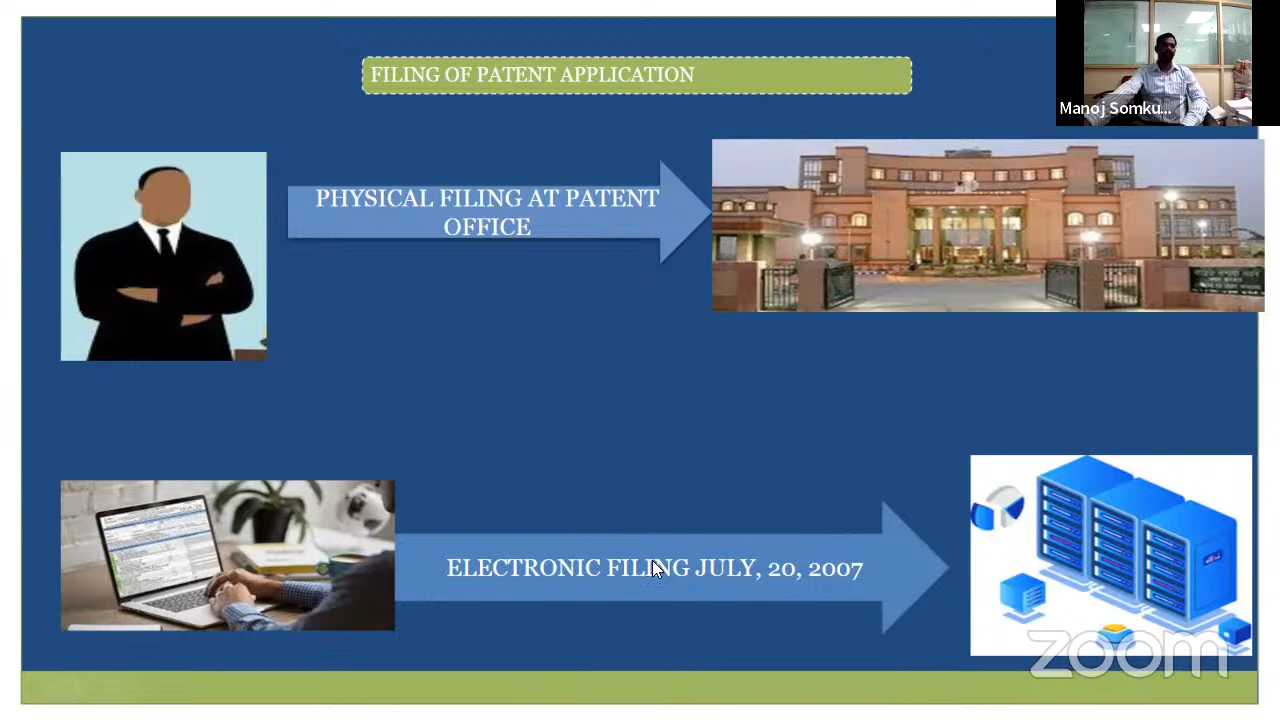 FILING OF PATENT APPLICATION
Manoj Somku...
PHYSICAL FILING AT PATENT
OFFICE
ELECTRONIC FILING JULY, 20, 2007
zoom